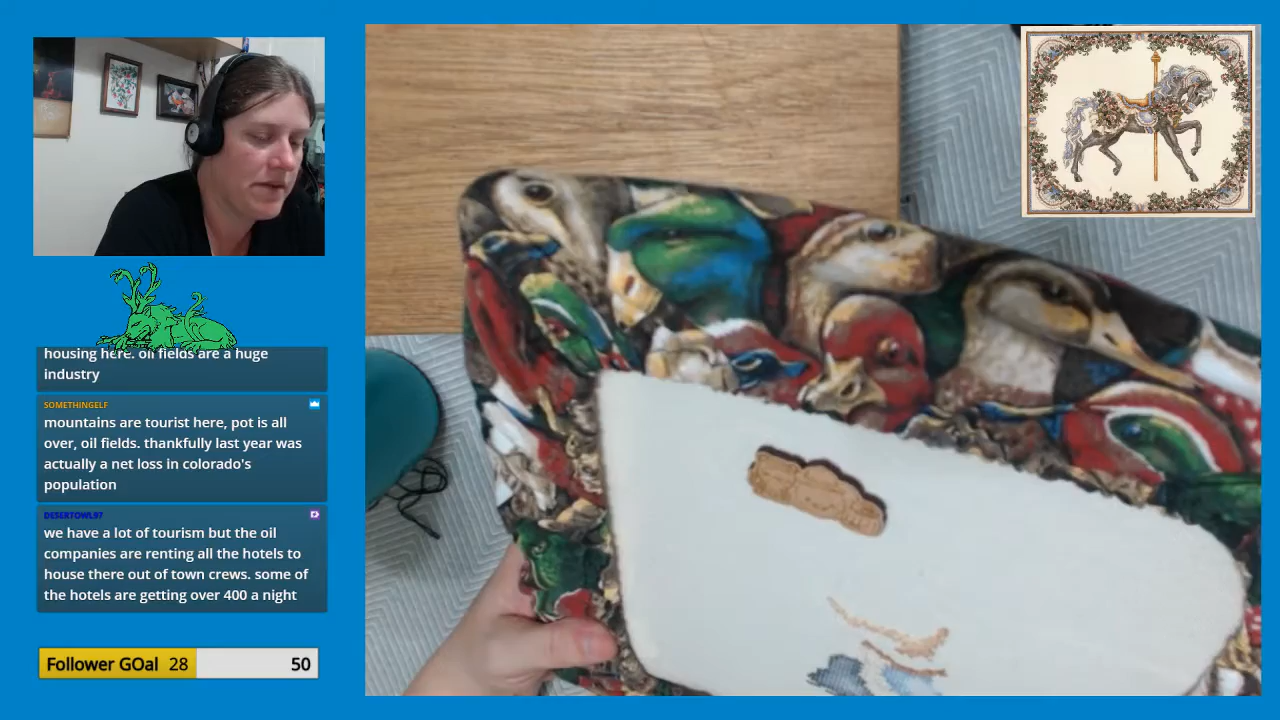 housing here. oil fields are a huge
industry
SOMETHINGELF
mountains are tourist here, pot is all
over, oil fields. thankfully last year was
actually a net loss in colorado's
population
DESERTOWL97
we have a lot of tourism but the oil
companies are renting all the hotels to
house there out of town crews. some of
the hotels are getting over 400 a night
Follower GOal 28 50